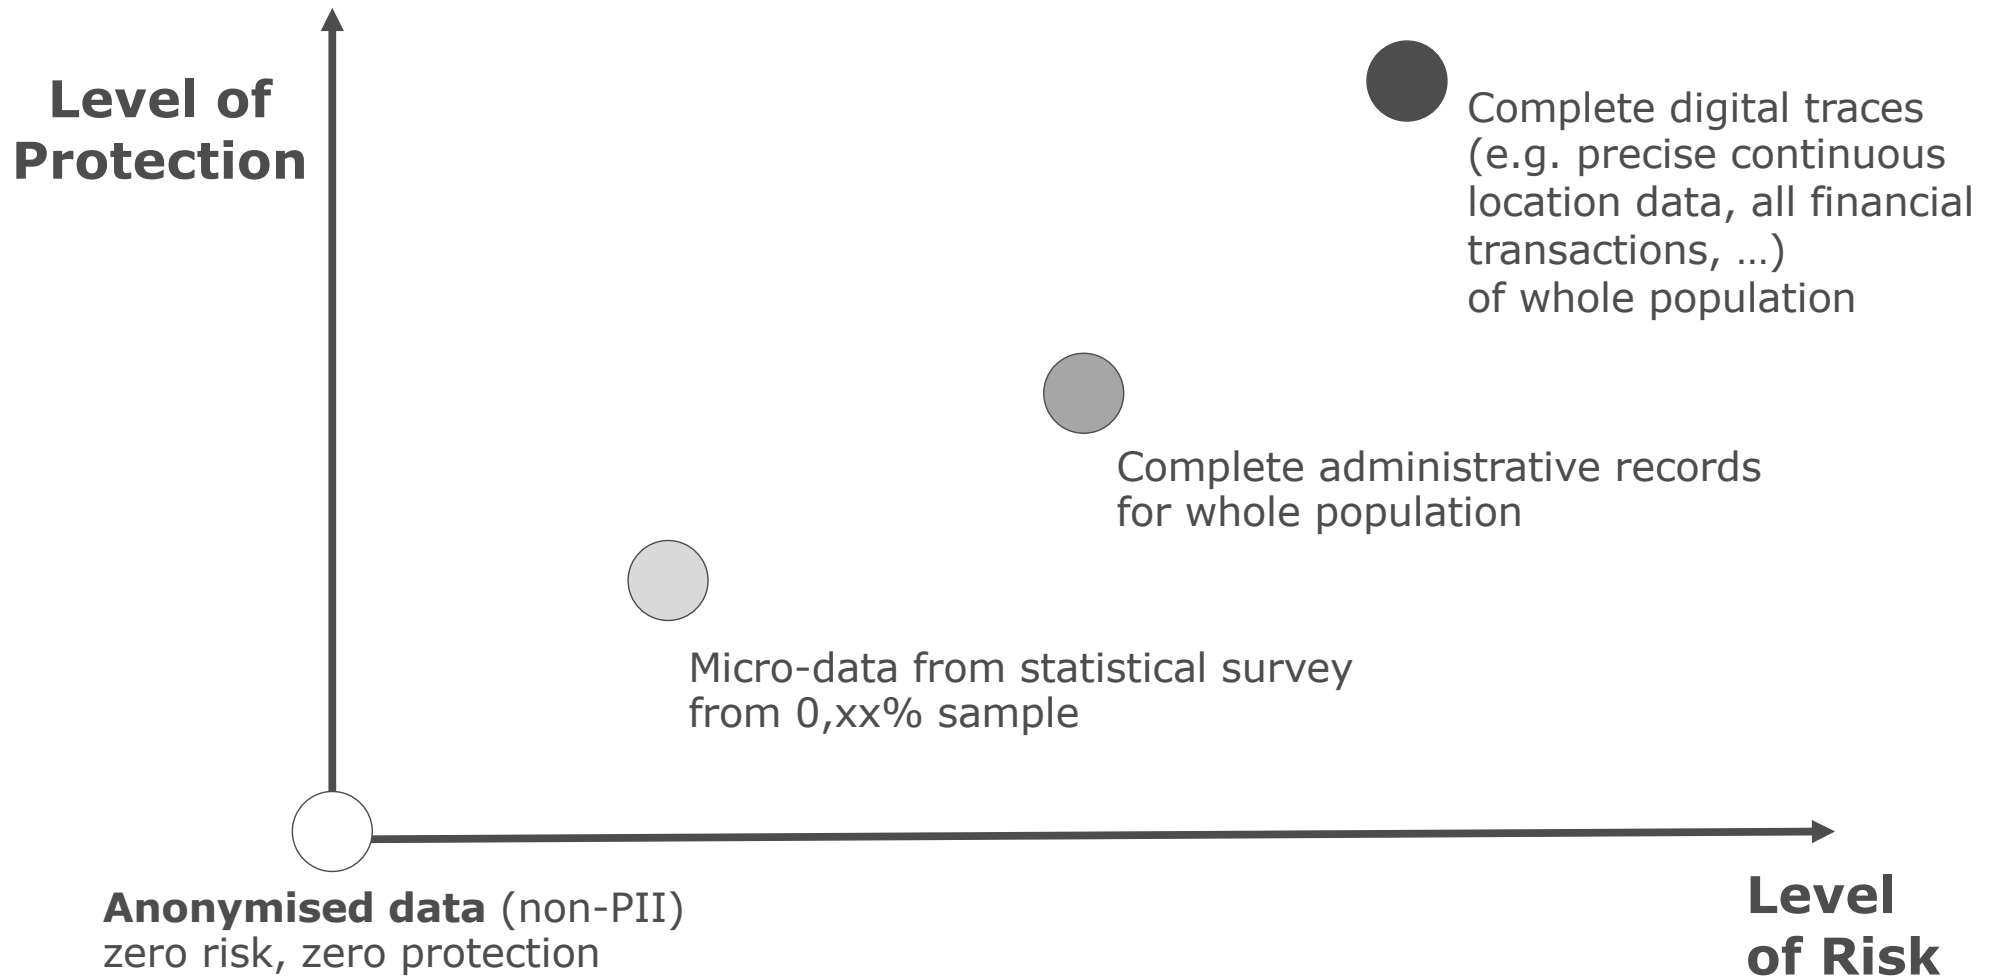 Level of
Protection
Complete digital traces
(e.g. precise continuous
location data, all financial
transactions, …)
of whole population
Complete administrative records
for whole population
Micro-data from statistical survey
from 0,xx% sample
Anonymised data (non-PII)
zero risk, zero protection
Level
of Risk